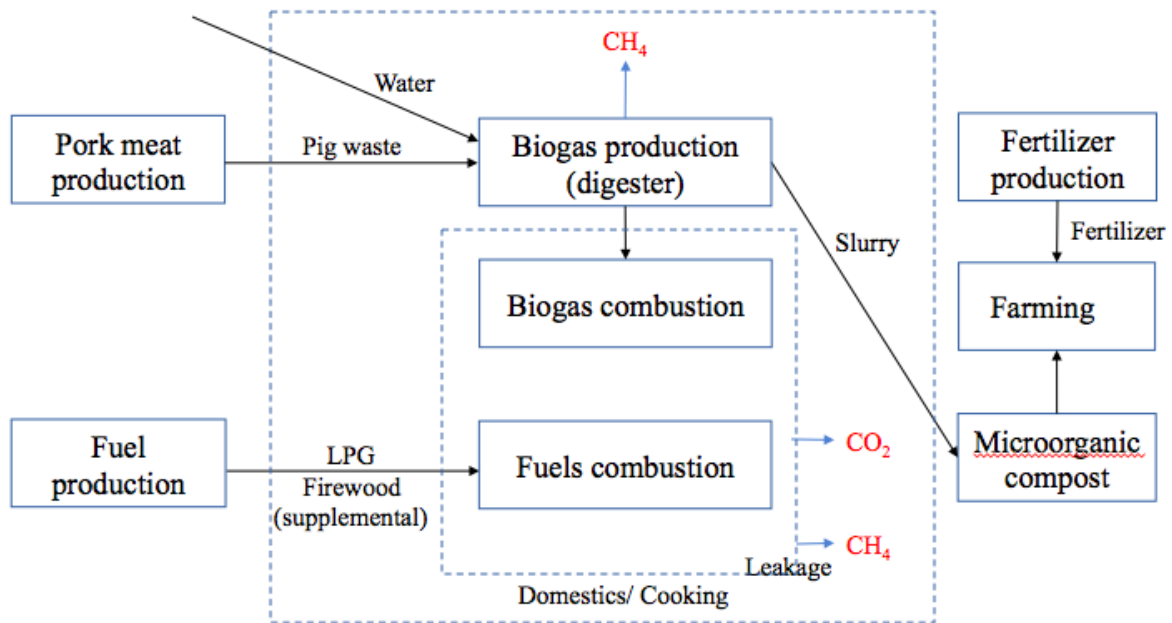 CH4
Water
Pork meat
production
Pig waste
Biogas production
(digester)
Fertilizer
production
Slurry
Fertilizer
Biogas combustion
Farming
Fuel
production
LPG
Firewood
(supplemental)
Fuels combustion
CO2
Microorganic
compost
CH4
Leakage
Domestics/ Cooking